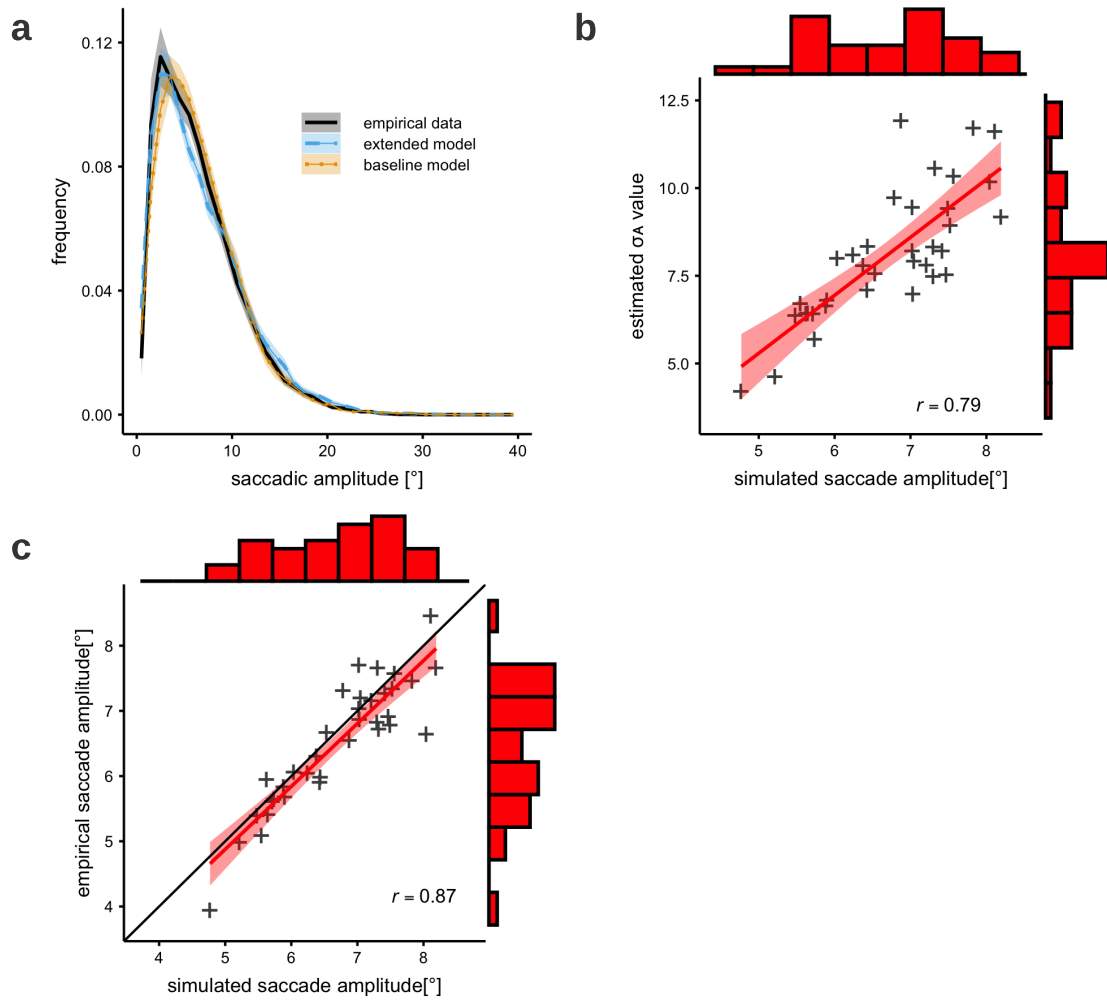 a
0.12
0.08
0.04
0.00
frequency
empirical data
extended model
baseline model
0
10
20
30
40
saccadic amplitude [°]
b
12.5
10.0
7.5
5.0
estimated σA value
r = 0.79
5
6
7
8
simulated saccade amplitude[°]
c
8
7
6
5
4
empirical saccade amplitude[°]
r = 0.87
4
5
6
7
8
simulated saccade amplitude[°]